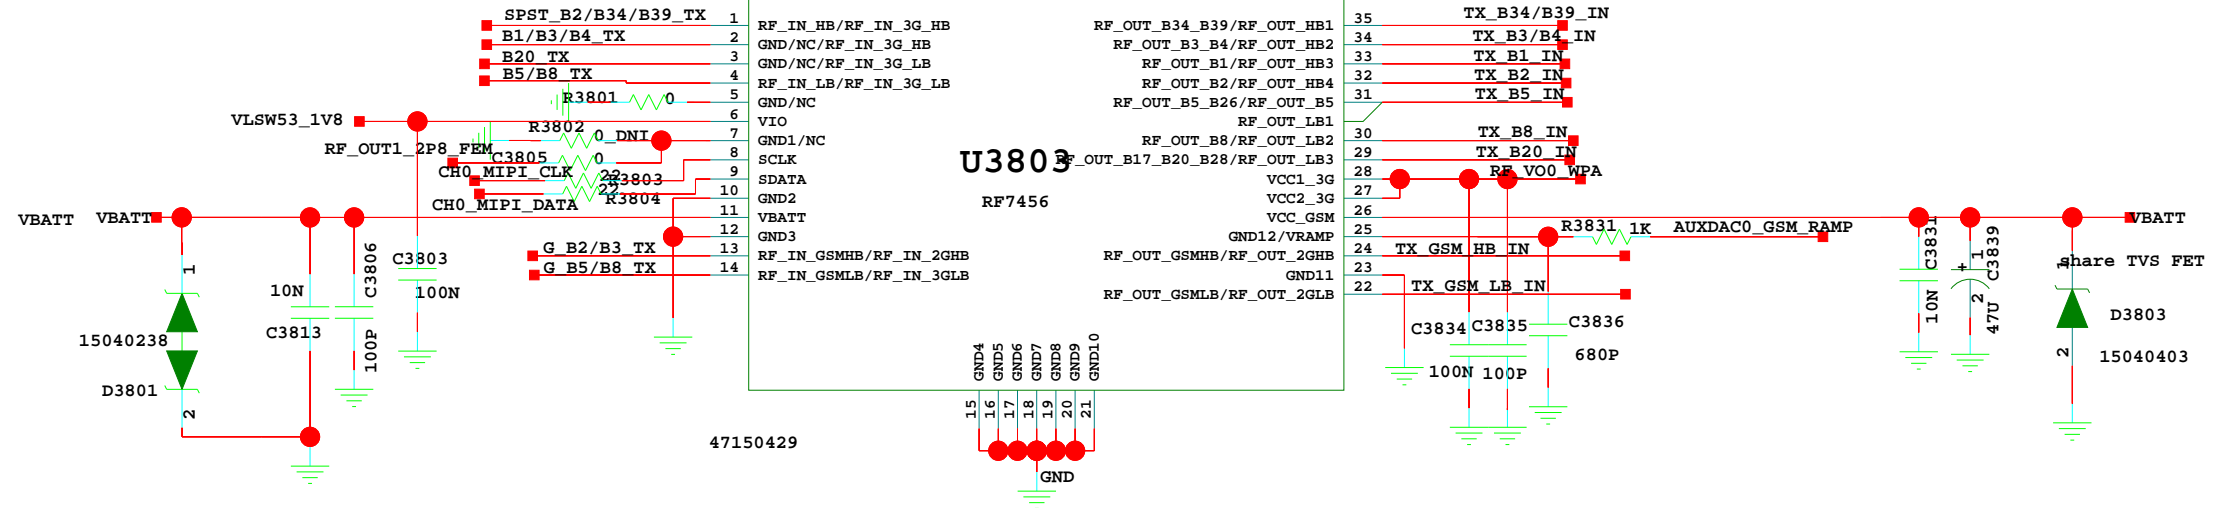 SPST_B2/B34/B39_TX
B1/B3/B4_TX
B20_TX
B5/B8_TX
R3801
0
VLSW53_1V8
R3802
0_DNI
RF_OUT1_2P8_FEM
C3805
0
CH0_MIPI_CLK
22
R3803
22
R3804
CH0_MIPI_DATA
VBATT
VBATT
G_B2/B3_TX
G_B5/B8_TX
1
2
3
4
5
6
7
8
9
10
11
12
13
14
RF_IN_HB/RF_IN_3G_HB
GND/NC/RF_IN_3G_HB
GND/NC/RF_IN_3G_LB
RF_IN_LB/RF_IN_3G_LB
GND/NC
VIO
GND1/NC
SCLK
SDATA
GND2
VBATT
GND3
RF_IN_GSMHB/RF_IN_2GHB
RF_IN_GSMLB/RF_IN_3GLB
U3803
RF7456
RF_OUT_B34_B39/RF_OUT_HB1
RF_OUT_B3_B4/RF_OUT_HB2
RF_OUT_B1/RF_OUT_HB3
RF_OUT_B2/RF_OUT_HB4
RF_OUT_B5_B26/RF_OUT_B5
RF_OUT_LB1
RF_OUT_B8/RF_OUT_LB2
RF_OUT_B17_B20_B28/RF_OUT_LB3
VCC1_3G
VCC2_3G
VCC_GSM
GND12/VRAMP
RF_OUT_GSMHB/RF_OUT_2GHB
GND11
RF_OUT_GSMLB/RF_OUT_2GLB
35
34
33
32
31
30
29
28
27
26
25
24
23
22
TX_B34/B39_IN
TX_B3/B4_IN
TX_B1_IN
TX_B2_IN
TX_B5_IN
TX_B8_IN
TX_B20_IN
RF_VO0_WPA
VBATT
R3831
1K
AUXDAC0_GSM_RAMP
TX_GSM_HB_IN
TX_GSM_LB_IN
1
15040238
D3801
2
10N
C3813
C3806
100P
C3803
100N
GND4
GND5
GND6
GND7
GND8
GND9
GND10
15
16
17
18
19
20
21
GND
47150429
C3834
100N
C3835
100P
C3836
680P
C3831
10N
+
1
C3839
2
47U
share TVS FET
1
D3803
2
15040403